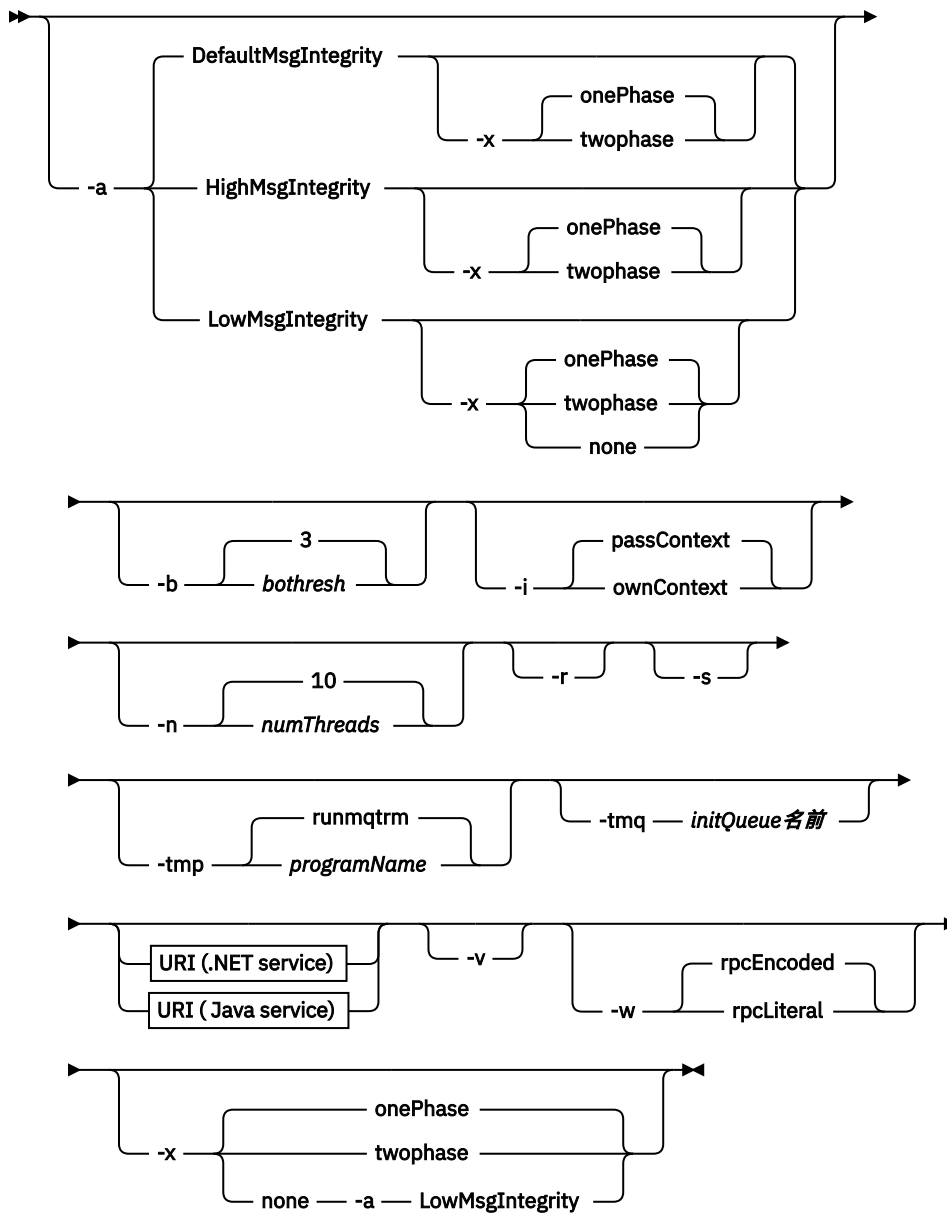 DefaultMsgIntegrity
onePhase
-x
twophase
-a
HighMsgIntegrity
onePhase
-x
twophase
LowMsgIntegrity
onePhase
-x
twophase
none
3
-b
bothresh
passContext
-i
ownContext
10
-n
numThreads
-r
-s
runmqtrm
-tmp
programName
-tmq
initQueue名前
URI (.NET service)
URI ( Java service)
-v
rpcEncoded
-w
rpcLiteral
onePhase
-x
twophase
none -a LowMsgIntegrity